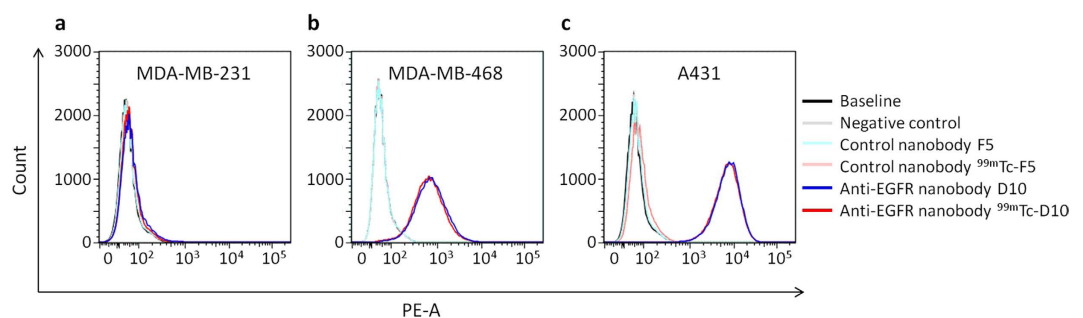 a
b
c
3000
2000
1000
0
MDA-MB-231
0 10² 10³ 10⁴ 10⁵
3000
2000
1000
0
MDA-MB-468
0 10² 10³ 10⁴ 10⁵
3000
2000
1000
0
A431
0 10² 10³ 10⁴ 10⁵
Count
PE-A
Baseline
Negative control
Control nanobody F5
Control nanobody ⁹⁹ᵐTc-F5
Anti-EGFR nanobody D10
Anti-EGFR nanobody ⁹⁹ᵐTc-D10